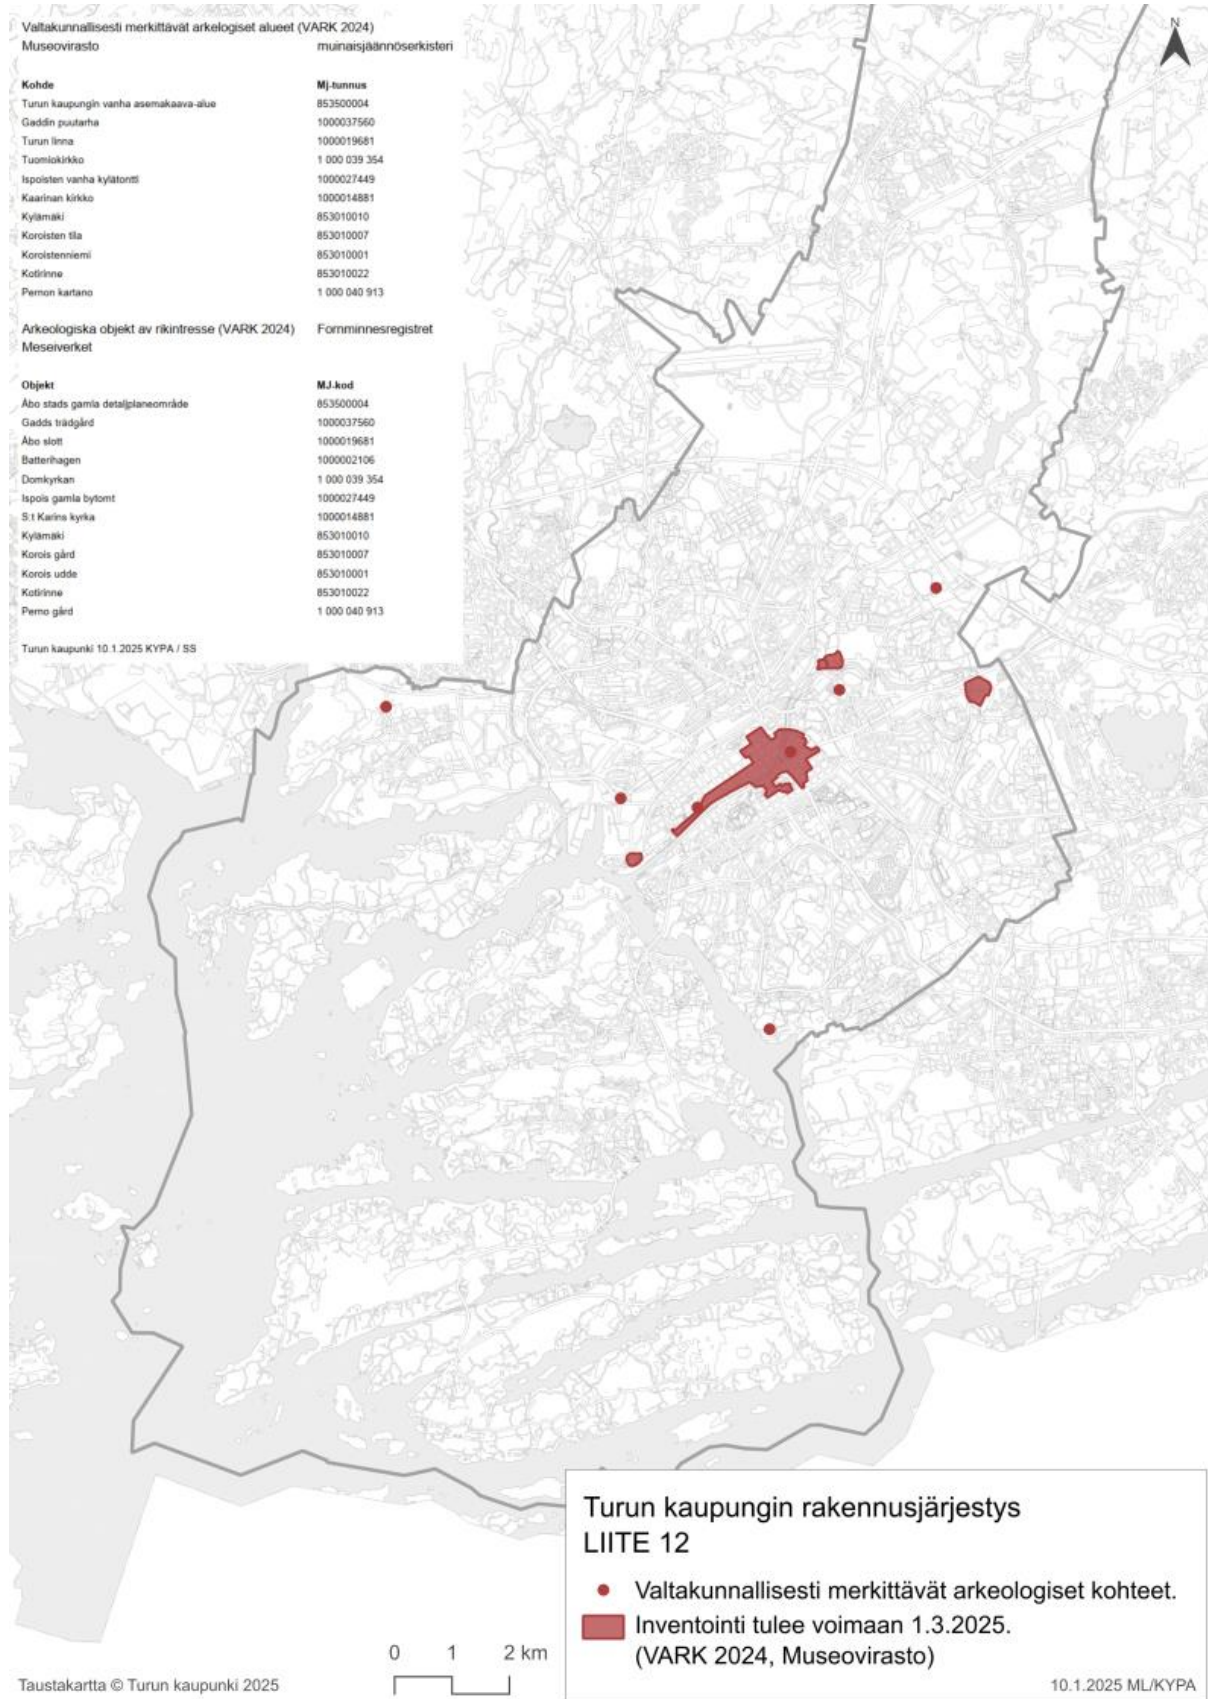 Valtakunnallisesti merkittävät arkelogiset alueet (VARK 2024)
Museovirasto muinaisjäännöserkisteri
Kohde Mj-tunnus
Turun kaupungin vanha asemakaava-alue 853500004
Gaddin puutarha 1000037560
Turun linna 1000019681
Tuomiokirkko 1 000 039 354
Ispoisten vanha kylätontti 1000027449
Kaarinan kirkko 1000014881
Kylämäki 853010010
Koroisten tila 853010007
Koroistenniemi 853010001
Kotirinne 853010022
Pernon kartano 1 000 040 913
Arkeologiska objekt av rikintresse (VARK 2024) Fornminnesregistret
Meseiverket
Objekt MJ-kod
Åbo stads gamla detaljplaneområde 853500004
Gadds trädgård 1000037560
Åbo slott 1000019681
Batterihagen 1000002106
Domkyrkan 1 000 039 354
Ispois gamla bytomt 1000027449
S:t Karins kyrka 1000014881
Kylämäki 853010010
Korois gård 853010007
Korois udde 853010001
Kotirinne 853010022
Perno gård 1 000 040 913
Turun kaupunki 10.1.2025 KYPA / SS
N
Turun kaupungin rakennusjärjestys
LIITE 12
Valtakunnallisesti merkittävät arkeologiset kohteet.
Inventointi tulee voimaan 1.3.2025.
(VARK 2024, Museovirasto)
0 1 2 km
Taustakartta © Turun kaupunki 2025
10.1.2025 ML/KYPA